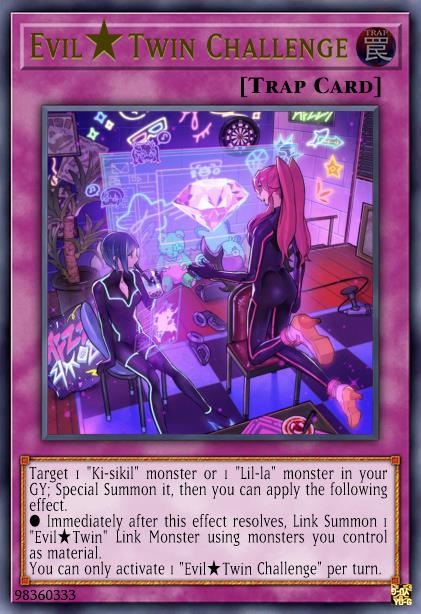 Evil★Twin Challenge
TRAP
罠
[Trap Card]
Target 1 "Ki-sikil" monster or 1 "Lil-la" monster in your
GY; Special Summon it, then you can apply the following
effect.
● Immediately after this effect resolves, Link Summon 1
"Evil★Twin" Link Monster using monsters you control
as material.
You can only activate 1 "Evil★Twin Challenge" per turn.
98360333